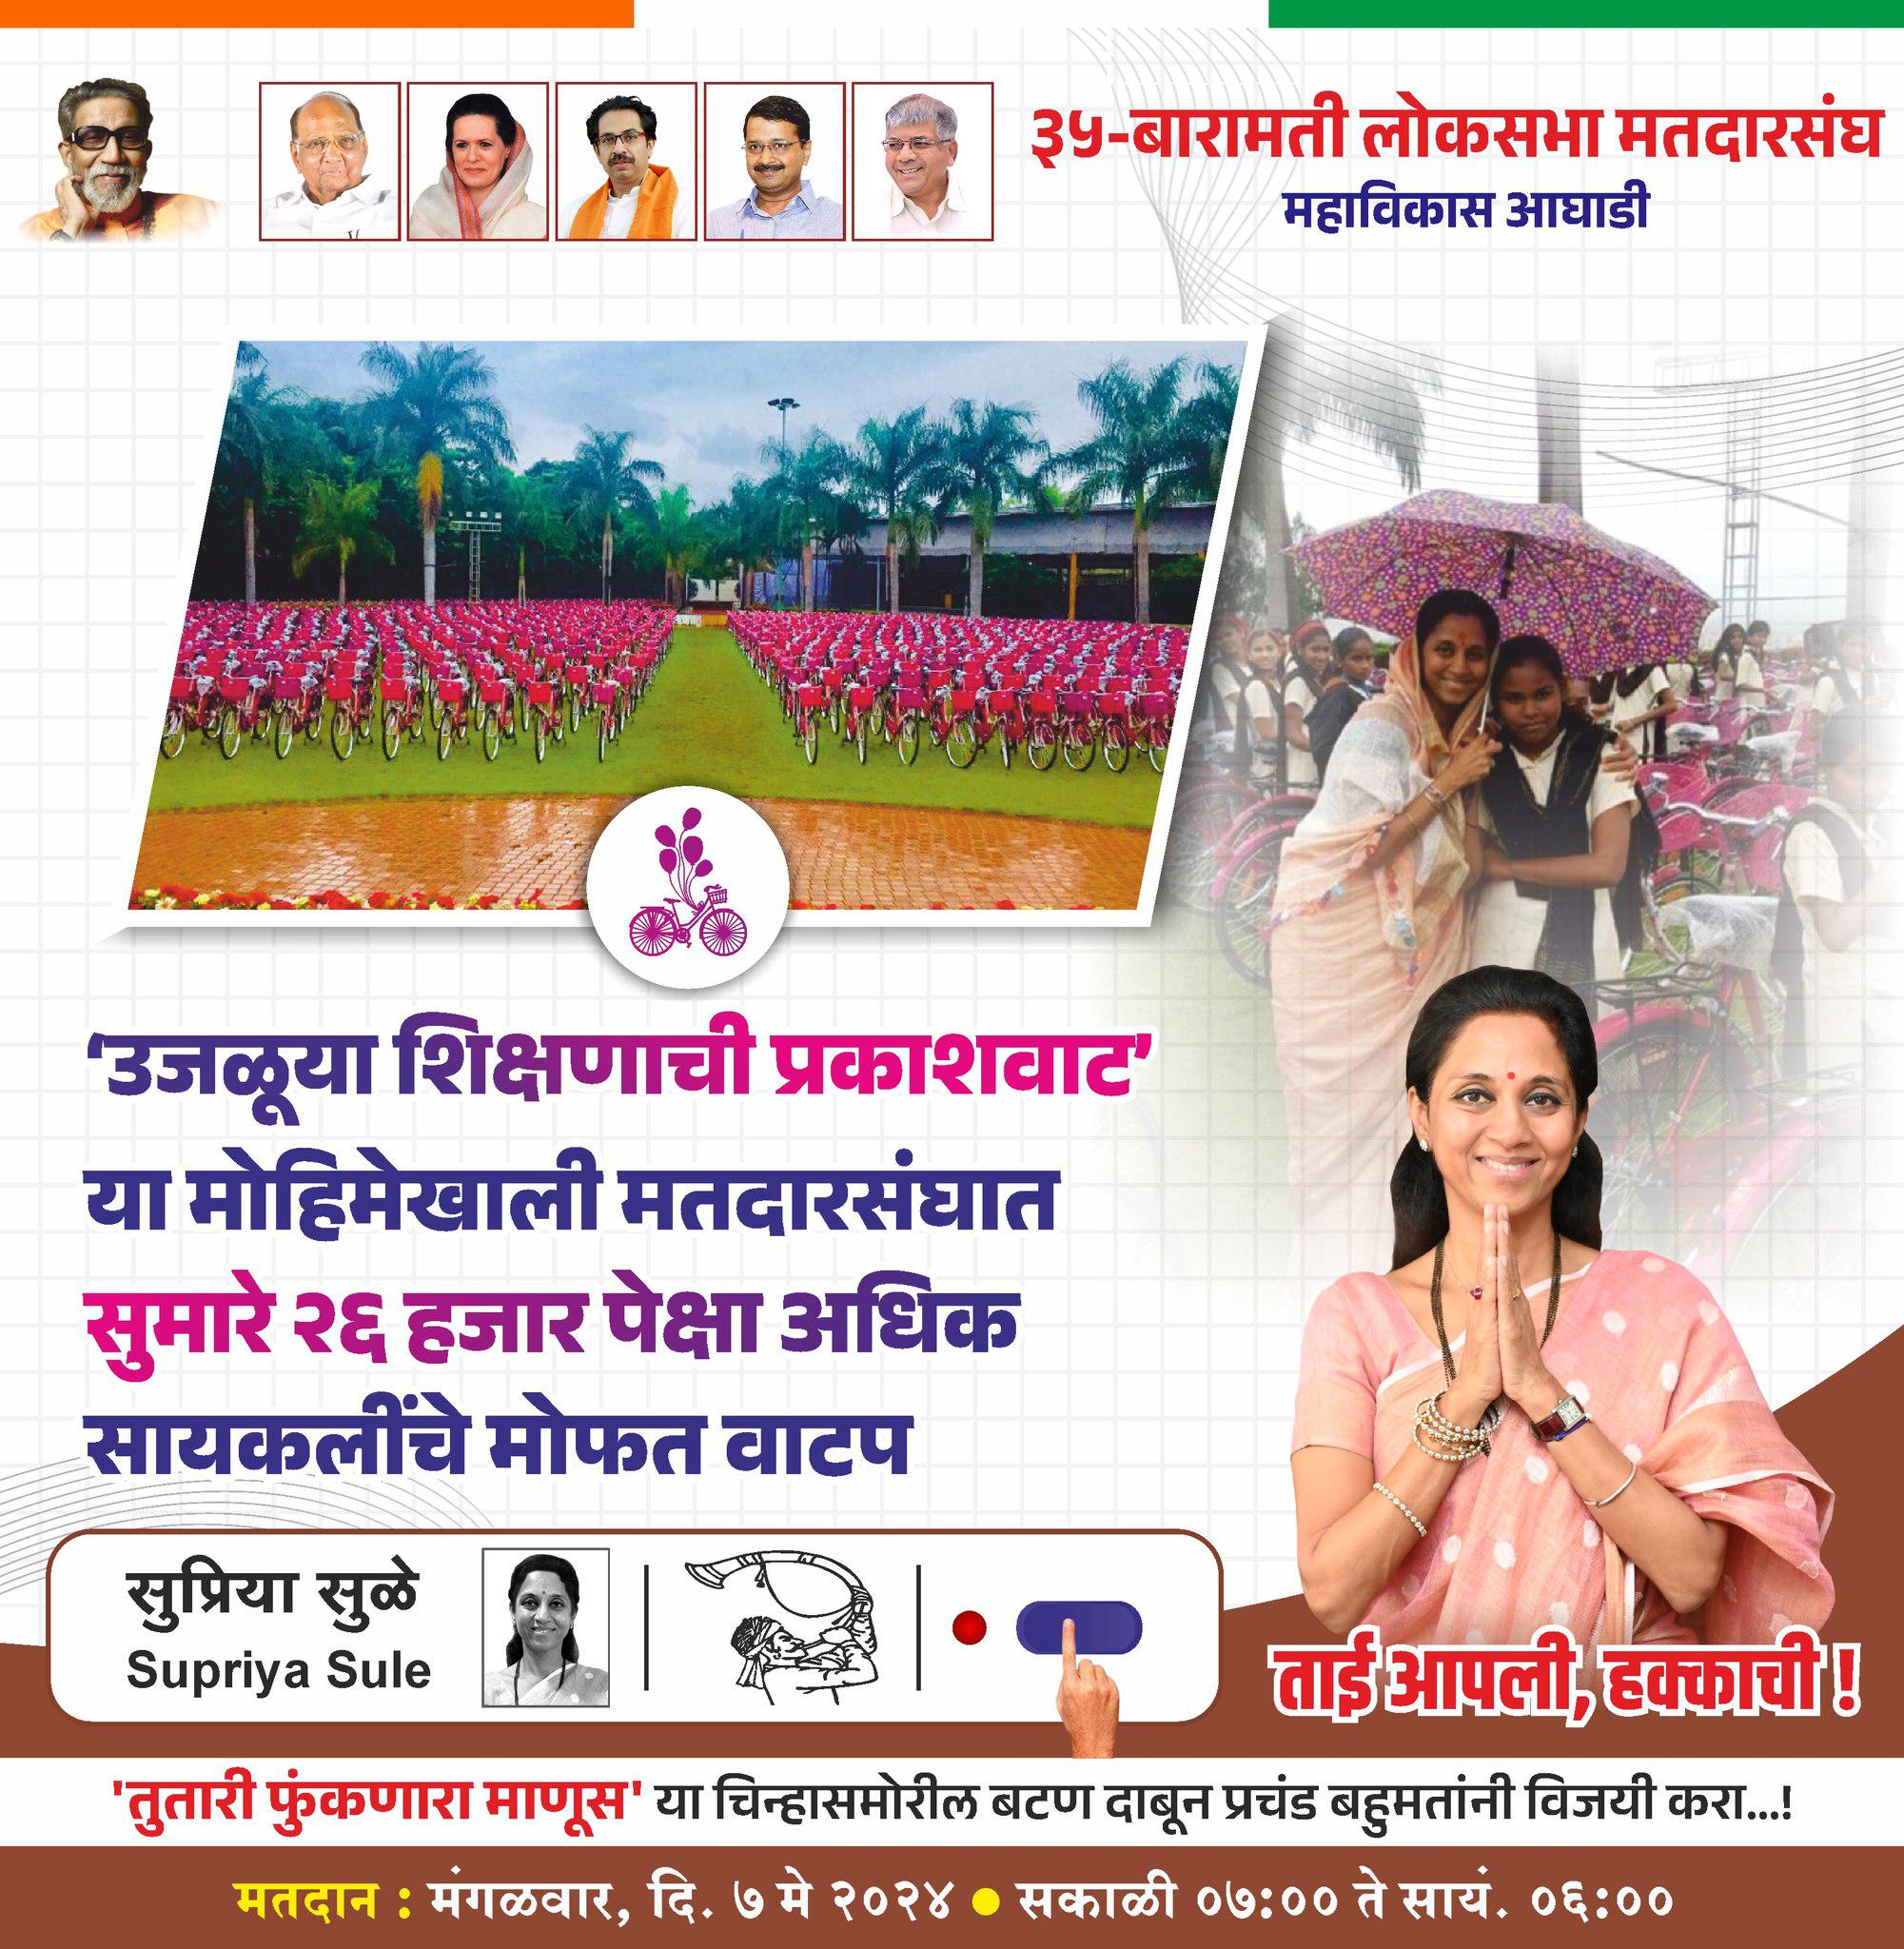 ३५-बारामती लोकसभा मतदारसंघ
महाविकास आघाडी
‘उजळूया शिक्षणाची प्रकाशवाट’
या मोहिमेखाली मतदारसंघात
सुमारे २६ हजार पेक्षा अधिक
सायकलींचे मोफत वाटप
सुप्रिया सुळे
Supriya Sule
ताई आपली, हक्काची !
'तुतारी फुंकणारा माणूस' या चिन्हासमोरील बटण दाबून प्रचंड बहुमतांनी विजयी करा...!
मतदान : मंगळवार, दि. ७ मे २०२४ ● सकाळी ०७:०० ते सायं. ०६:००